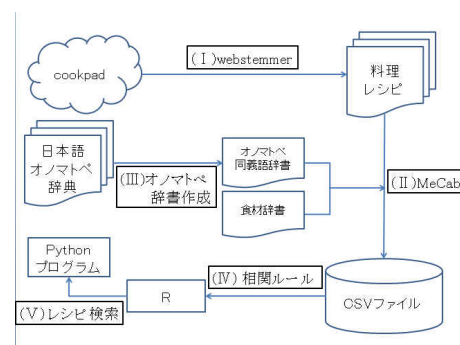 cookpad
(Ⅰ)webstemmer
料理
レシピ
日本語
オノマトペ
辞典
(Ⅲ)オノマトペ
辞書作成
オノマトペ
同義語辞書
食材辞書
(Ⅱ)MeCab
Python
プログラム
(Ⅳ) 相関ルール
R
CSVファイル
(Ⅴ)レシピ検索